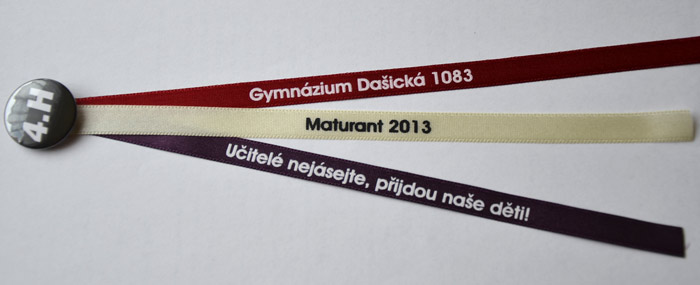 4.H
Gymnázium Dašická 1083
Maturant 2013
Učitelé nejásejte, přijdou naše děti!